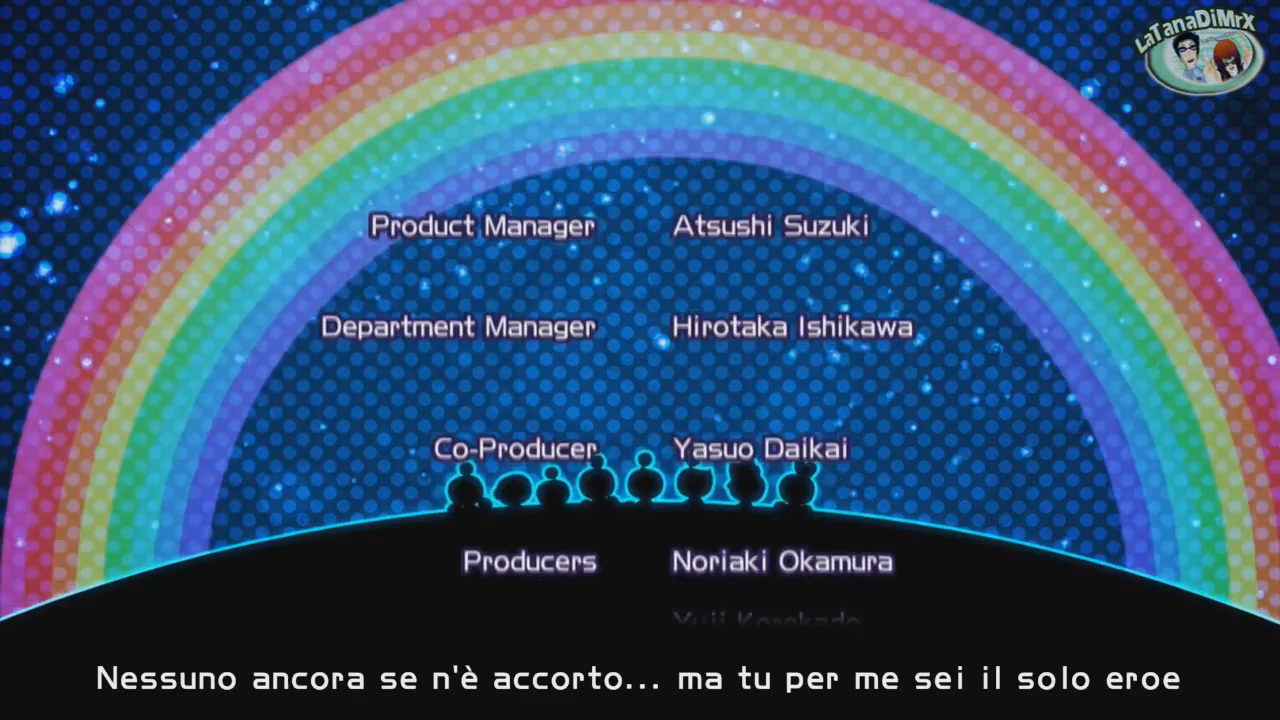 LaTanaDiMrX
Product Manager Atsushi Suzuki
Department Manager Hirotaka Ishikawa
Co-Producer Yasuo Daikai
Producers Noriaki Okamura
Nessuno ancora se n'è accorto... ma tu per me sei il solo eroe